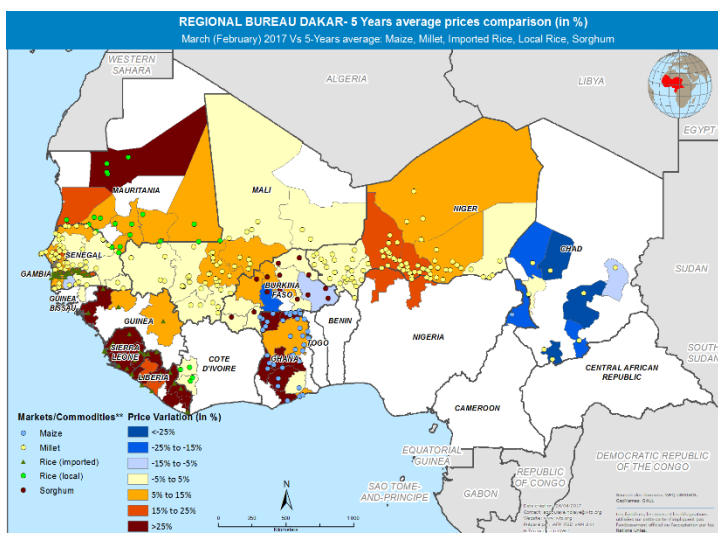 REGIONAL BUREAU DAKAR- 5 Years average prices comparison (in %)
March (February) 2017 Vs 5-Years average: Maize, Millet, Imported Rice, Local Rice, Sorghum
WESTERN
SAHARA
ALGERIA
LIBYA
EGYPT
MAURITANIA
MALI
NIGER
CHAD
SUDAN
SENEGAL
GAMBIA
GUINEA
BISSAU
GUINEA
BURKINA
FASO
BENIN
NIGERIA
SIERRA
LEONE
LIBERIA
COTE
D'IVOIRE
GHANA
TOGO
CENTRAL AFRICAN
REPUBLIC
SOUTH
SUDAN
CAMEROON
EQUATORIAL
GUINEA
SAO TOME-
AND-PRINCIPE
GABON
REPUBLIC
OF CONGO
DEMOCRATIC REPUBLIC
OF THE CONGO
Markets/Commodities**
Maize
Millet
Rice (imported)
Rice (local)
Sorghum
Price Variation (in %)
<-25%
-25% to -15%
-15% to -5%
-5% to 5%
5% to 15%
15% to 25%
>25%
N
0
500
1 000
Kilometers